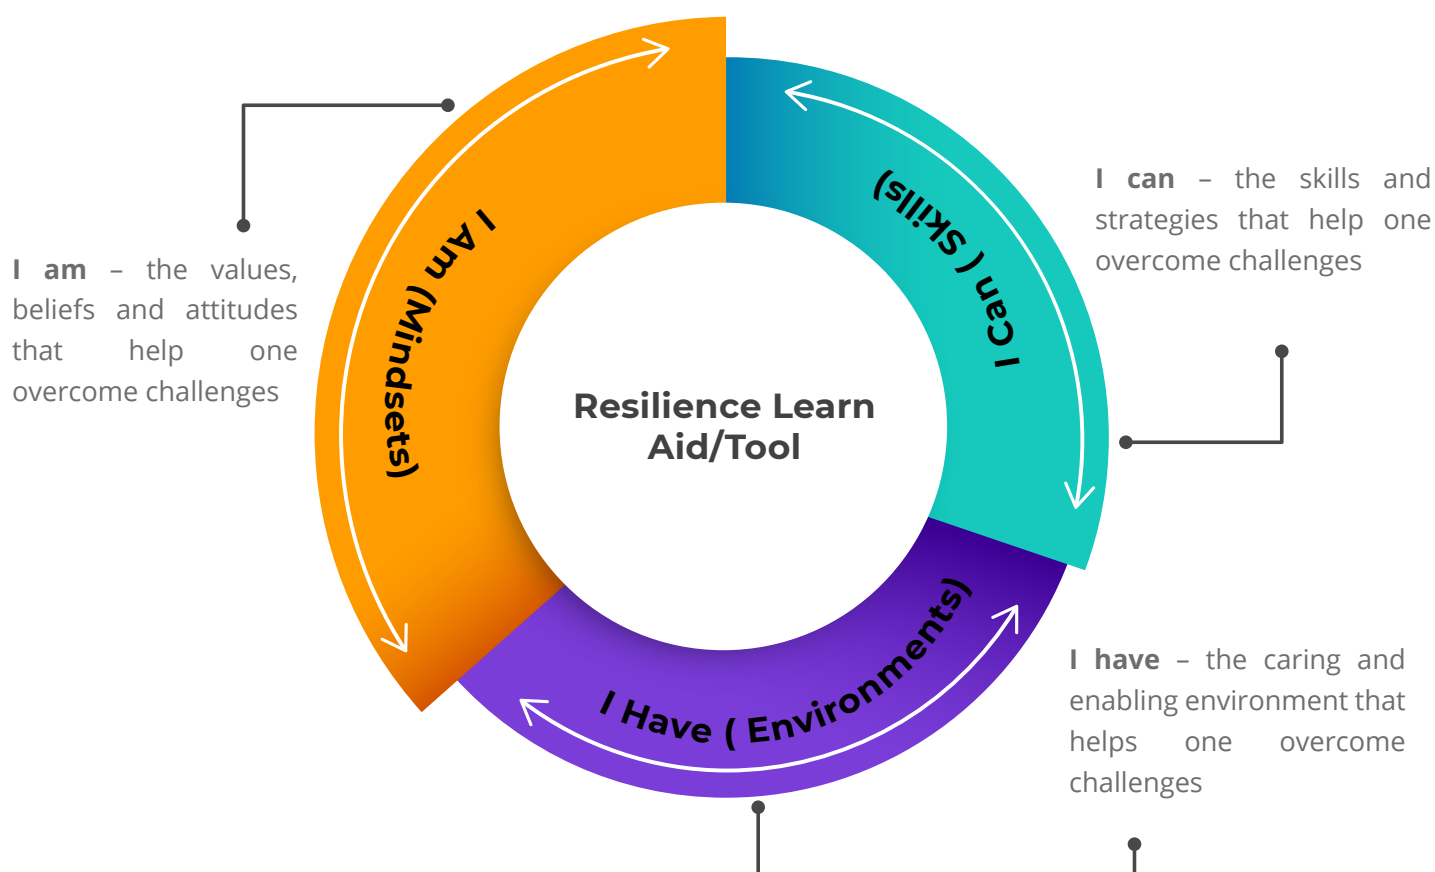 I Am (Mindsets)
I Can ( Skills)
I Have ( Environments)
Resilience Learn
Aid/Tool
I am – the values,
beliefs and attitudes
that help one
overcome challenges
I can – the skills and
strategies that help one
overcome challenges
I have – the caring and
enabling environment that
helps one overcome
challenges